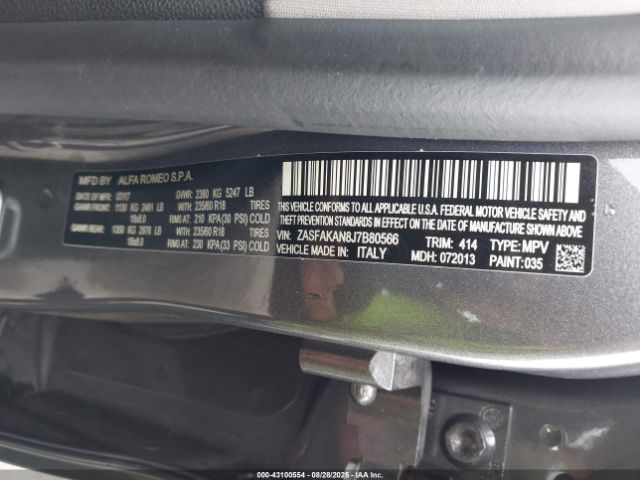 MFD BY ALFA ROMEO S.P.A.
DATE OF MFR: 07/17 GVWR: 2380 KG 5247 LB
GAWR FRONT: 1130 KG 2491 LB WITH: 235/60 R18 TIRES
18x8.0 RIMS AT: 210 KPA(30 PSI) COLD
GAWR REAR: 1350 KG 2976 LB WITH: 235/60 R18 TIRES
18x8.0 RIMS AT: 230 KPA(33 PSI) COLD
THIS VEHICLE CONFORMS TO ALL APPLICABLE U.S.A. FEDERAL MOTOR VEHICLE SAFETY AND
THEFT PREVENTION STANDARDS IN EFFECT ON THE DATE OF MANUFACTURE SHOWN ABOVE.
VIN: ZASFAKAN8J7B80566 TRIM: 414 TYPE: MPV
VEHICLE MADE IN: ITALY MDH: 072013 PAINT: 035
000-43100554 • 08/28/2025 • © IAA Holdings, LLC